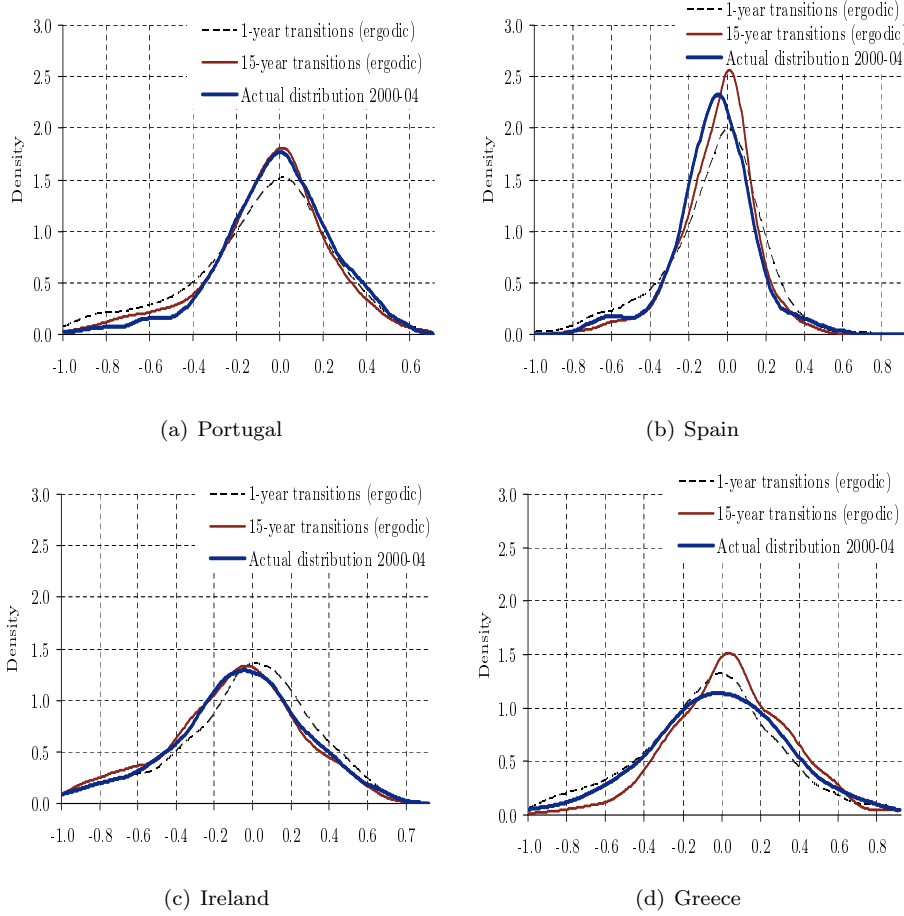 3.0
2.5
2.0
1.5
1.0
0.5
0.0
Density
1-year transitions (ergodic)
15-year transitions (ergodic)
Actual distribution 2000-04
-1.0 -0.8 -0.6 -0.4 -0.2 0.0 0.2 0.4 0.6
(a) Portugal
3.0
2.5
2.0
1.5
1.0
0.5
0.0
Density
1-year transitions (ergodic)
15-year transitions (ergodic)
Actual distribution 2000-04
-1.0 -0.8 -0.6 -0.4 -0.2 0.0 0.2 0.4 0.6 0.8
(b) Spain
3.0
2.5
2.0
1.5
1.0
0.5
0.0
Density
1-year transitions (ergodic)
15-year transitions (ergodic)
Actual distribution 2000-04
-1.0 -0.8 -0.6 -0.4 -0.2 0.0 0.2 0.4 0.6 0.7
(c) Ireland
3.0
2.5
2.0
1.5
1.0
0.5
0.0
Density
1-year transitions (ergodic)
15-year transitions (ergodic)
Actual distribution 2000-04
-1.0 -0.8 -0.6 -0.4 -0.2 0.0 0.2 0.4 0.6 0.8
(d) Greece